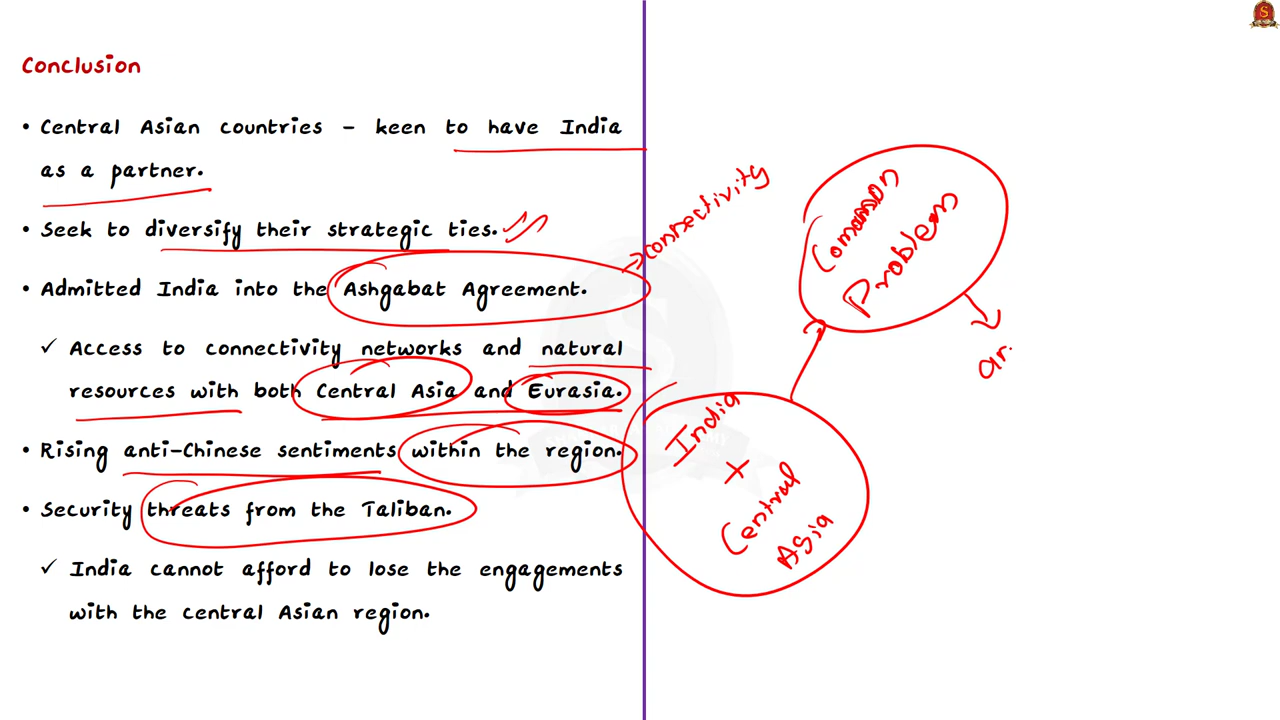 Conclusion
• Central Asian countries – keen to have India
as a partner.
• Seek to diversify their strategic ties.
• Admitted India into the Ashgabat Agreement.
✓ Access to connectivity networks and natural
resources with both Central Asia and Eurasia.
• Rising anti-Chinese sentiments within the region.
• Security threats from the Taliban.
✓ India cannot afford to lose the engagements
with the central Asian region.
→ connectivity
Common
Problem
ar.
India
+
Central
Asia